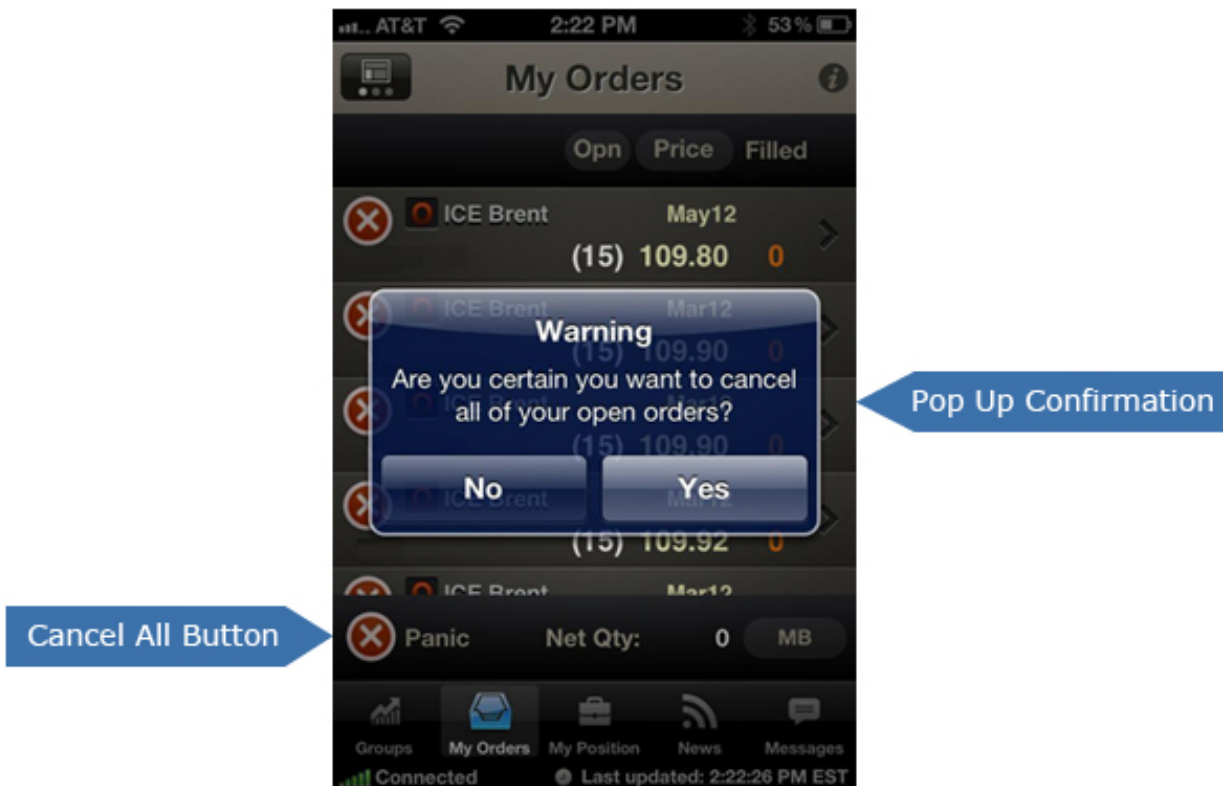 AT&T 2:22 PM 53%
My Orders
Opn Price Filled
ICE Brent May12
(15) 109.80 0
ICE Brent Mar12
Warning
(15) 109.90 0
Are you certain you want to cancel
all of your open orders?
Pop Up Confirmation
(15) 109.90 0
No Yes
ICE Brent Mar12
(15) 109.92 0
ICE Brent Mar12
Cancel All Button
Panic Net Qty: 0 MB
Groups My Orders My Position News Messages
Connected Last updated: 2:22:26 PM EST